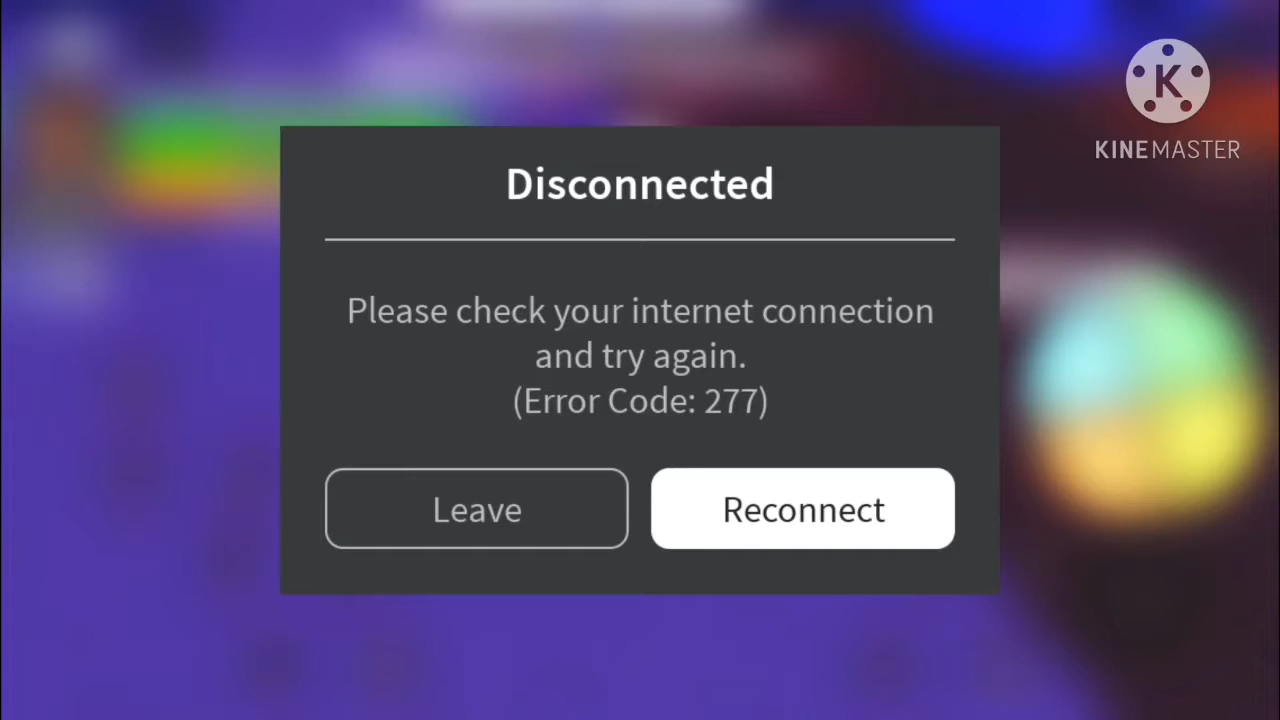 K
KINEMASTER
Disconnected
Please check your internet connection
and try again.
(Error Code: 277)
Leave
Reconnect